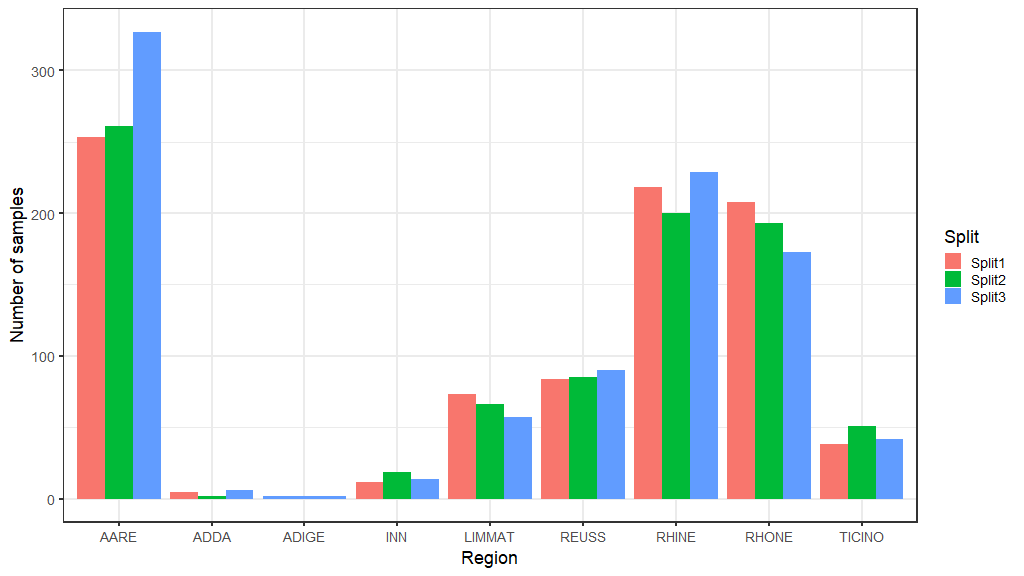 Number of samples
300
200
100
0
AARE ADDA ADIGE INN LIMMAT REUSS RHINE RHONE TICINO
Region
Split
Split1
Split2
Split3